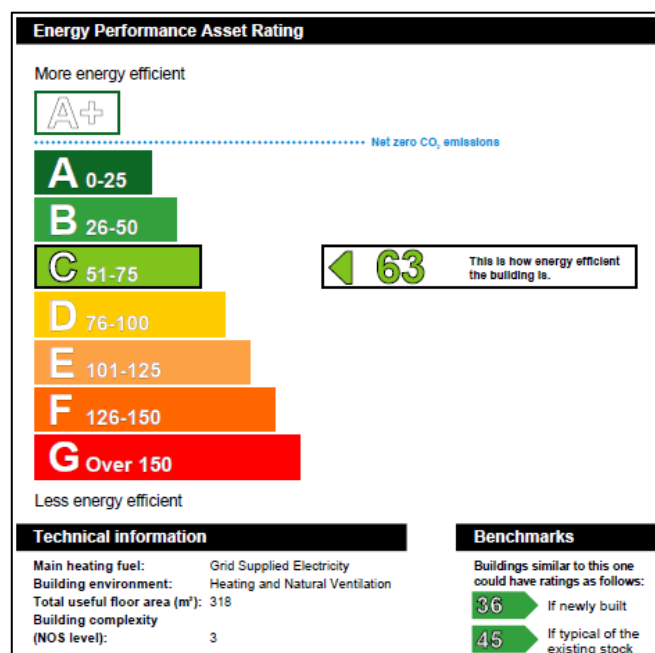 Energy Performance Asset Rating
More energy efficient
A+
Net zero CO₂ emissions
A 0-25
B 26-50
C 51-75
63 This is how energy efficient
the building is.
D 76-100
E 101-125
F 126-150
G Over 150
Less energy efficient
Technical information
Main heating fuel: Grid Supplied Electricity
Building environment: Heating and Natural Ventilation
Total useful floor area (m²): 318
Building complexity
(NOS level): 3
Benchmarks
Buildings similar to this one
could have ratings as follows:
36 If newly built
45 If typical of the
existing stock